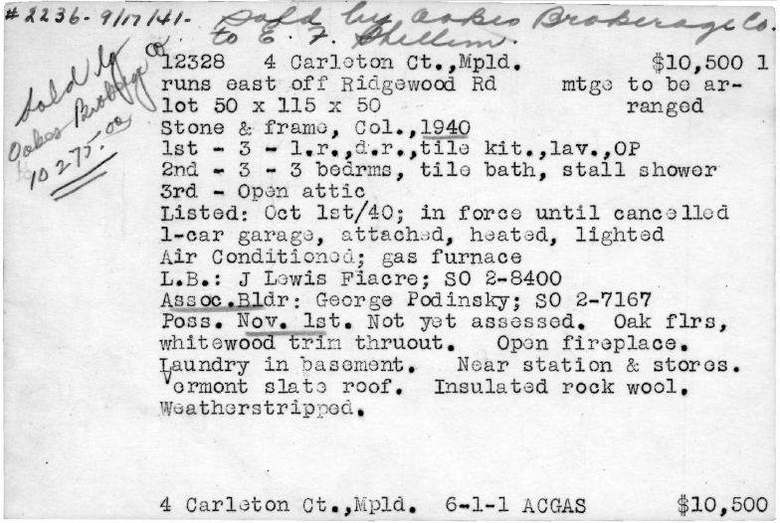 #2236 - 9/17/41 - Sold by Oakes Brokerage Co.
to E. F.
Sold by
Oakes Brokerage Co
10 275.00
12328 4 Carleton Ct.,Mpld. $10,500 1
runs east off Ridgewood Rd mtge to be ar-
lot 50 x 115 x 50 ranged
Stone & frame, Col.,1940
1st - 3 - l.r.,d.r.,tile kit.,lav.,OP
2nd - 3 - 3 bedrms, tile bath, stall shower
3rd - Open attic
Listed: Oct 1st/40; in force until cancelled
1-car garage, attached, heated, lighted
Air Conditioned; gas furnace
L.B.: J Lewis Fiacre; SO 2-8400
Assoc.Bldr: George Podinsky; SO 2-7167
Poss. Nov. 1st. Not yet assessed. Oak flrs,
whitewood trim thruout. Open fireplace.
Laundry in basement. Near station & stores.
Vermont slate roof. Insulated rock wool.
Weatherstripped.
4 Carleton Ct.,Mpld. 6-1-1 ACGAS $10,500